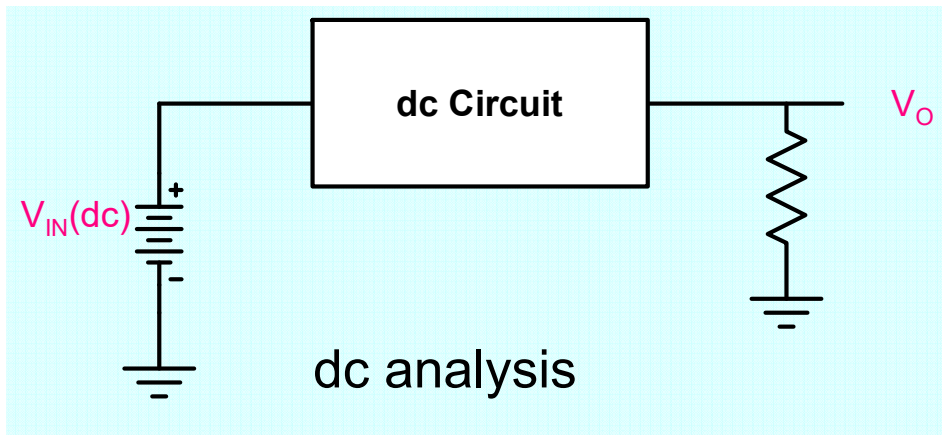 dc Circuit
V_O
+
V_IN(dc)
-
dc analysis